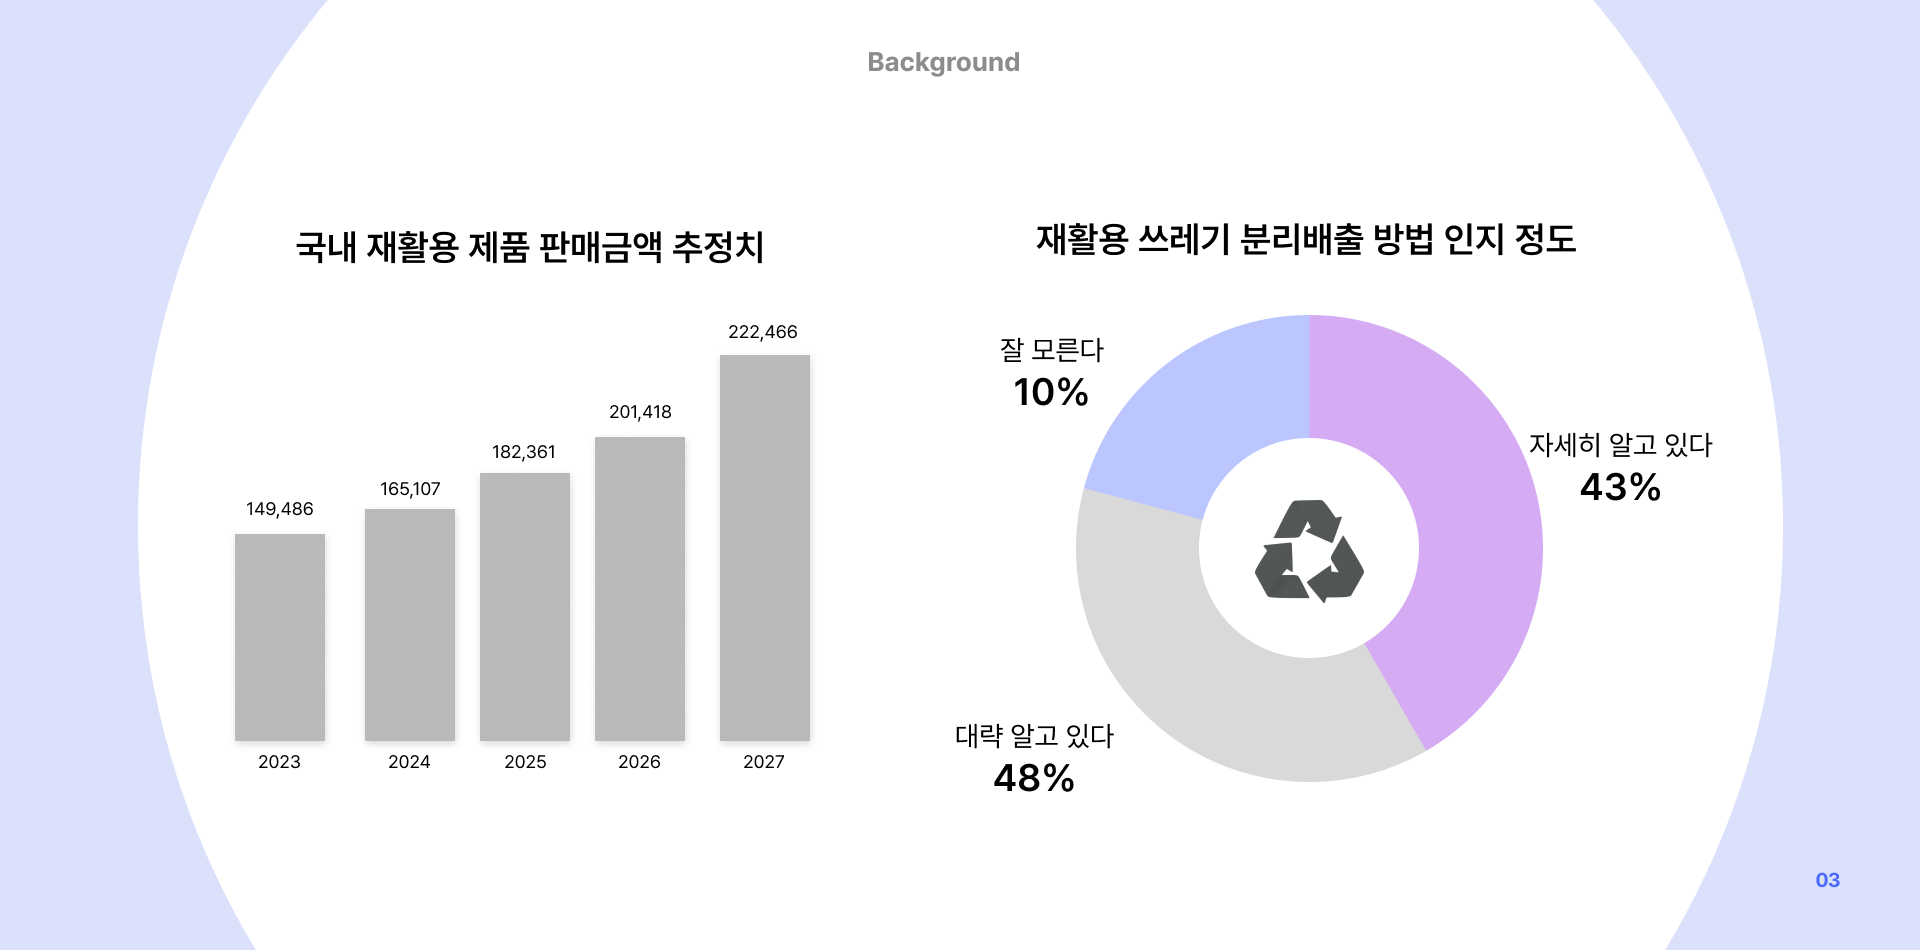 Background
국내 재활용 제품 판매금액 추정치
222,466
201,418
182,361
165,107
149,486
2023
2024
2025
2026
2027
재활용 쓰레기 분리배출 방법 인지 정도
잘 모른다
10%
자세히 알고 있다
43%
대략 알고 있다
48%
03